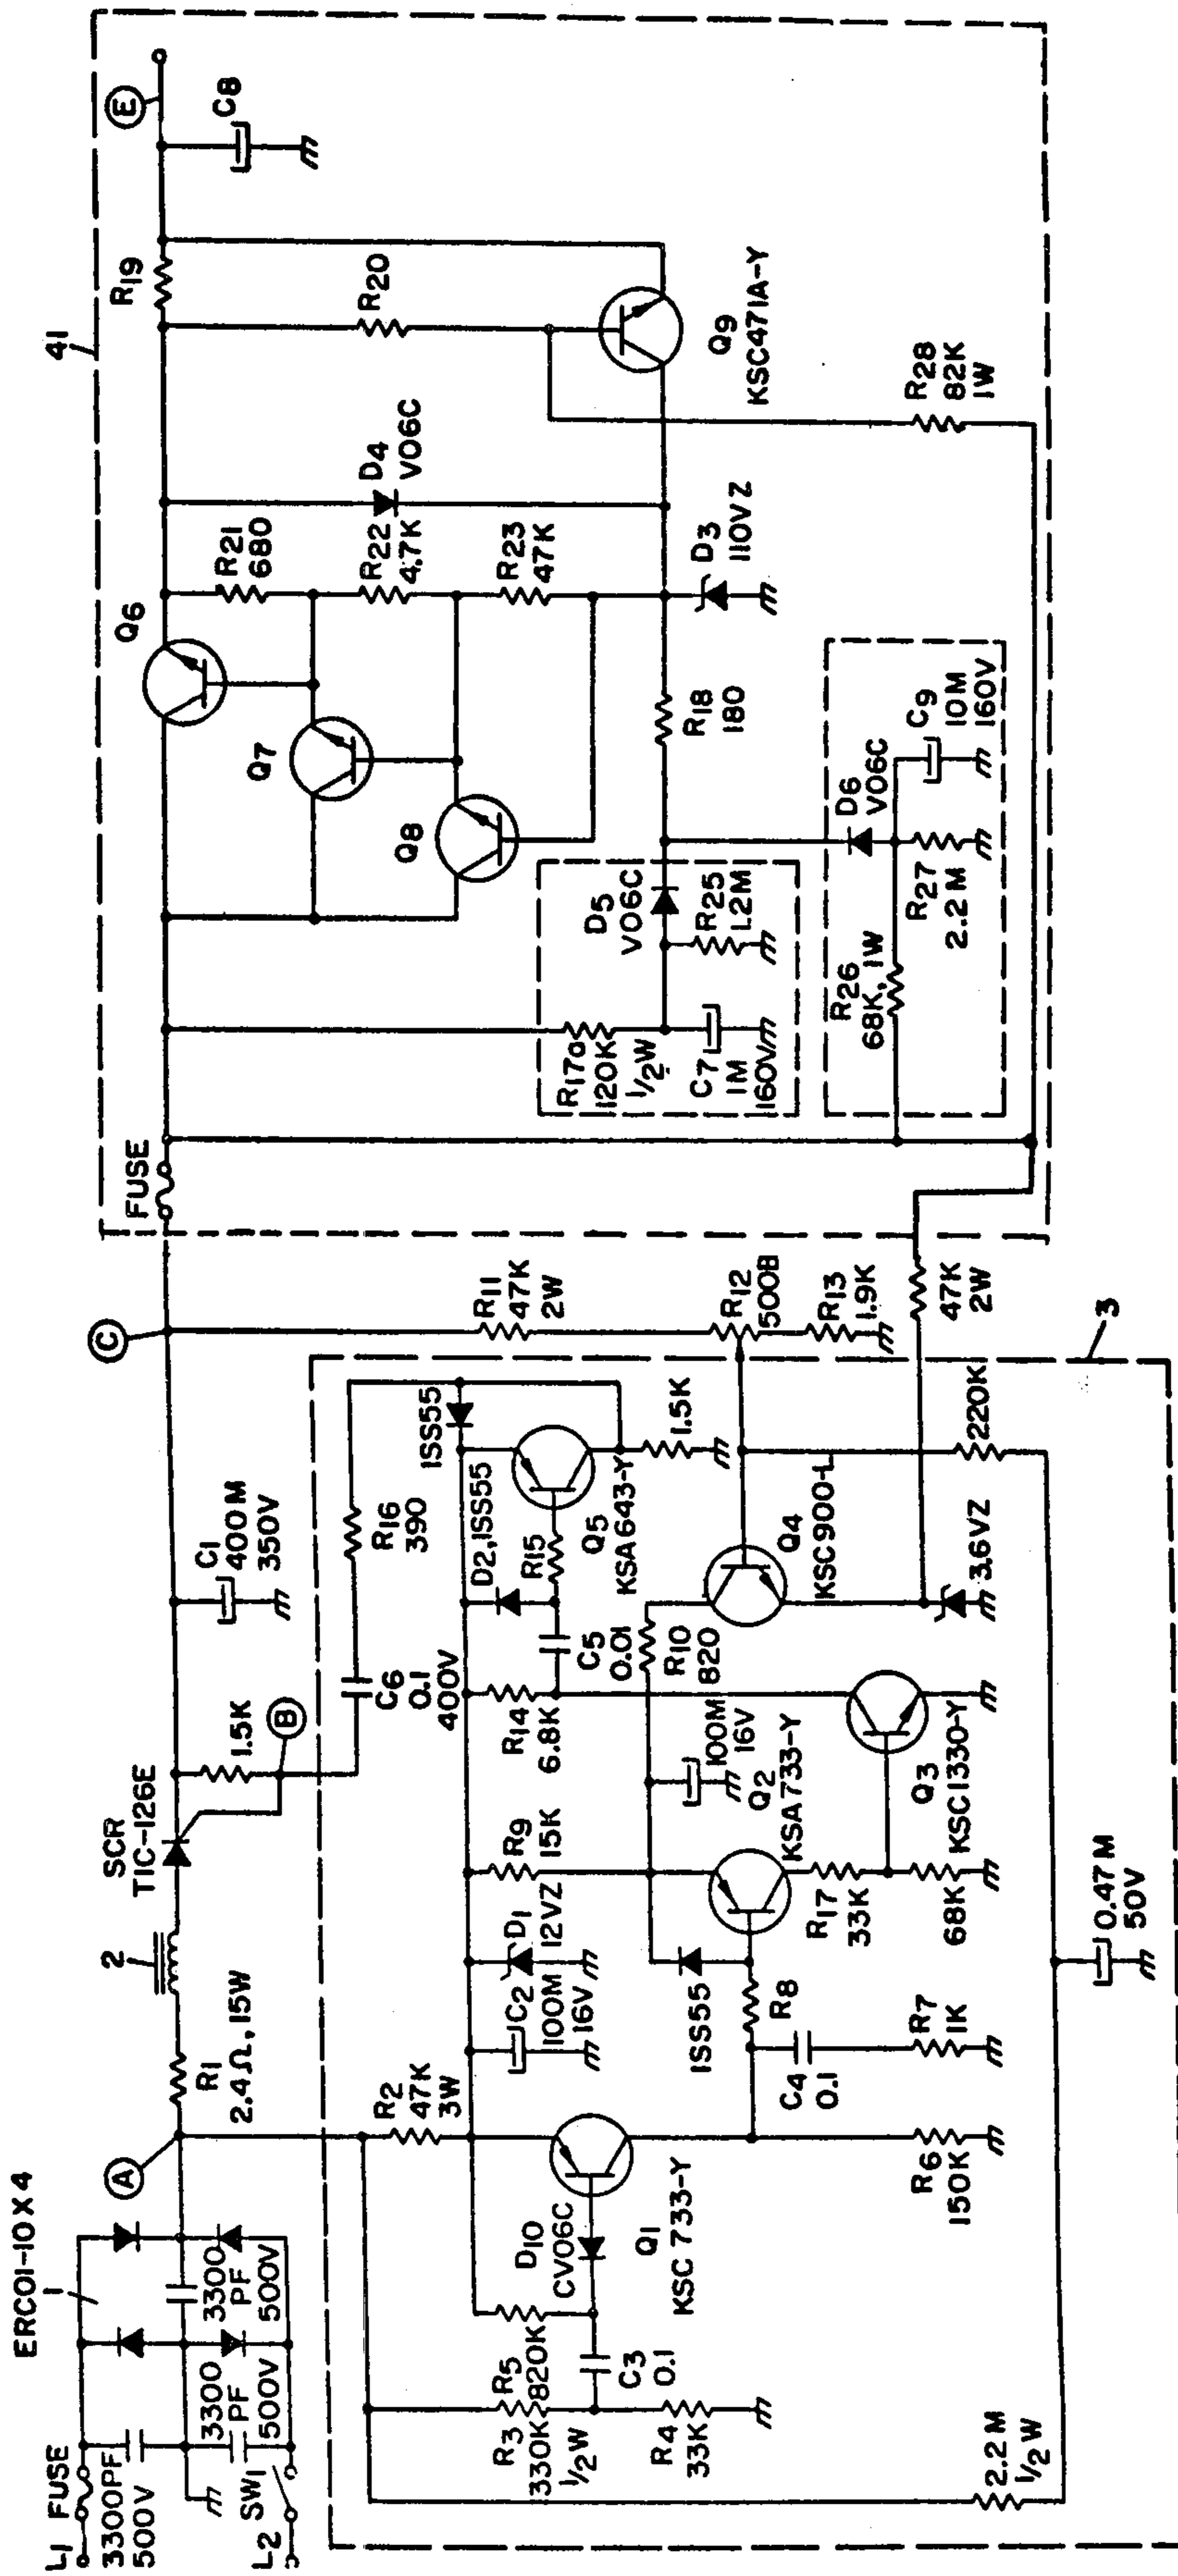 ERC01-10X4
1
L1 FUSE
3300PF
500V
L2
SW1
3300
PF
500V
3300
PF
500V
A
R1
2.4Ω, 15W
2
SCR
TIC-126E
1.5K
B
C1
400M
350V
C
R2
47K
3W
R3
330K
1/2W
R4
33K
R5
820K
C3
0.1
D10
CV06C
Q1
KSC 733-Y
R6
150K
C4
0.1
R7
1K
R8
C2
100M
16V
D1
12VZ
1SS55
R9
15K
Q2
KSA733-Y
R17
33K
68K
100M
16V
Q3
KSC1330-Y
R14
6.8K
C6
0.1
400V
R16
390
C5
0.01
R10
820
D2,1SS55
R15
1SS55
Q5
KSA643-Y
1.5K
Q4
KSC900-L
3.6VZ
220K
0.47M
50V
2.2M
1/2W
3
R11
47K
2W
R12
500B
R13
1.9K
47K
2W
41
FUSE
Q6
Q7
Q8
R21
680
R22
4.7K
R23
47K
D4
V06C
R19
R20
E
C8
Q9
KSC471A-Y
D3
110VZ
R18
180
R17a
120K
1/2W
C7
1M
160V
D5
V06C
R25
1.2M
R26
68K, 1W
D6
V06C
R27
2.2M
C9
10M
160V
R28
82K
1W